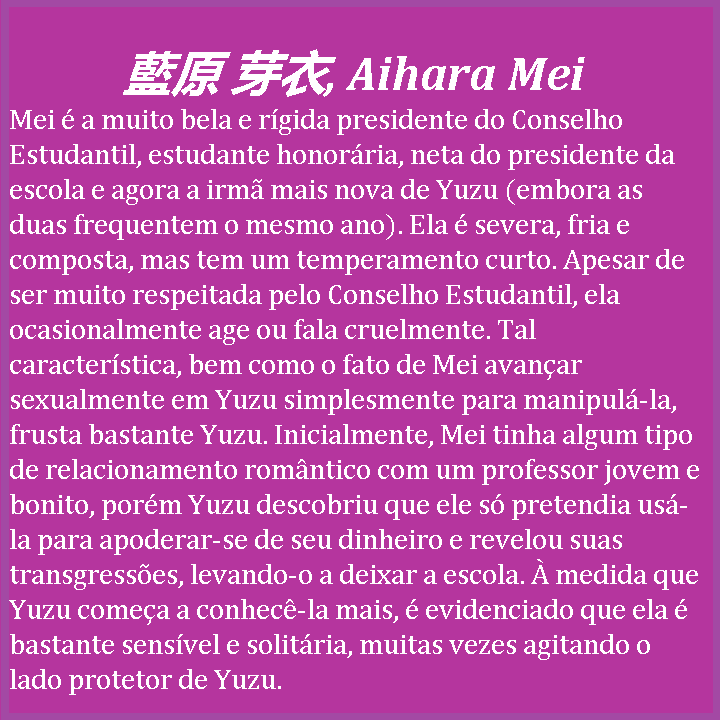 藍原 芽衣, Aihara Mei
Mei é a muito bela e rígida presidente do Conselho
Estudantil, estudante honorária, neta do presidente da
escola e agora a irmã mais nova de Yuzu (embora as
duas frequentem o mesmo ano). Ela é severa, fria e
composta, mas tem um temperamento curto. Apesar de
ser muito respeitada pelo Conselho Estudantil, ela
ocasionalmente age ou fala cruelmente. Tal
característica, bem como o fato de Mei avançar
sexualmente em Yuzu simplesmente para manipulá-la,
frusta bastante Yuzu. Inicialmente, Mei tinha algum tipo
de relacionamento romântico com um professor jovem e
bonito, porém Yuzu descobriu que ele só pretendia usá-
la para apoderar-se de seu dinheiro e revelou suas
transgressões, levando-o a deixar a escola. À medida que
Yuzu começa a conhecê-la mais, é evidenciado que ela é
bastante sensível e solitária, muitas vezes agitando o
lado protetor de Yuzu.